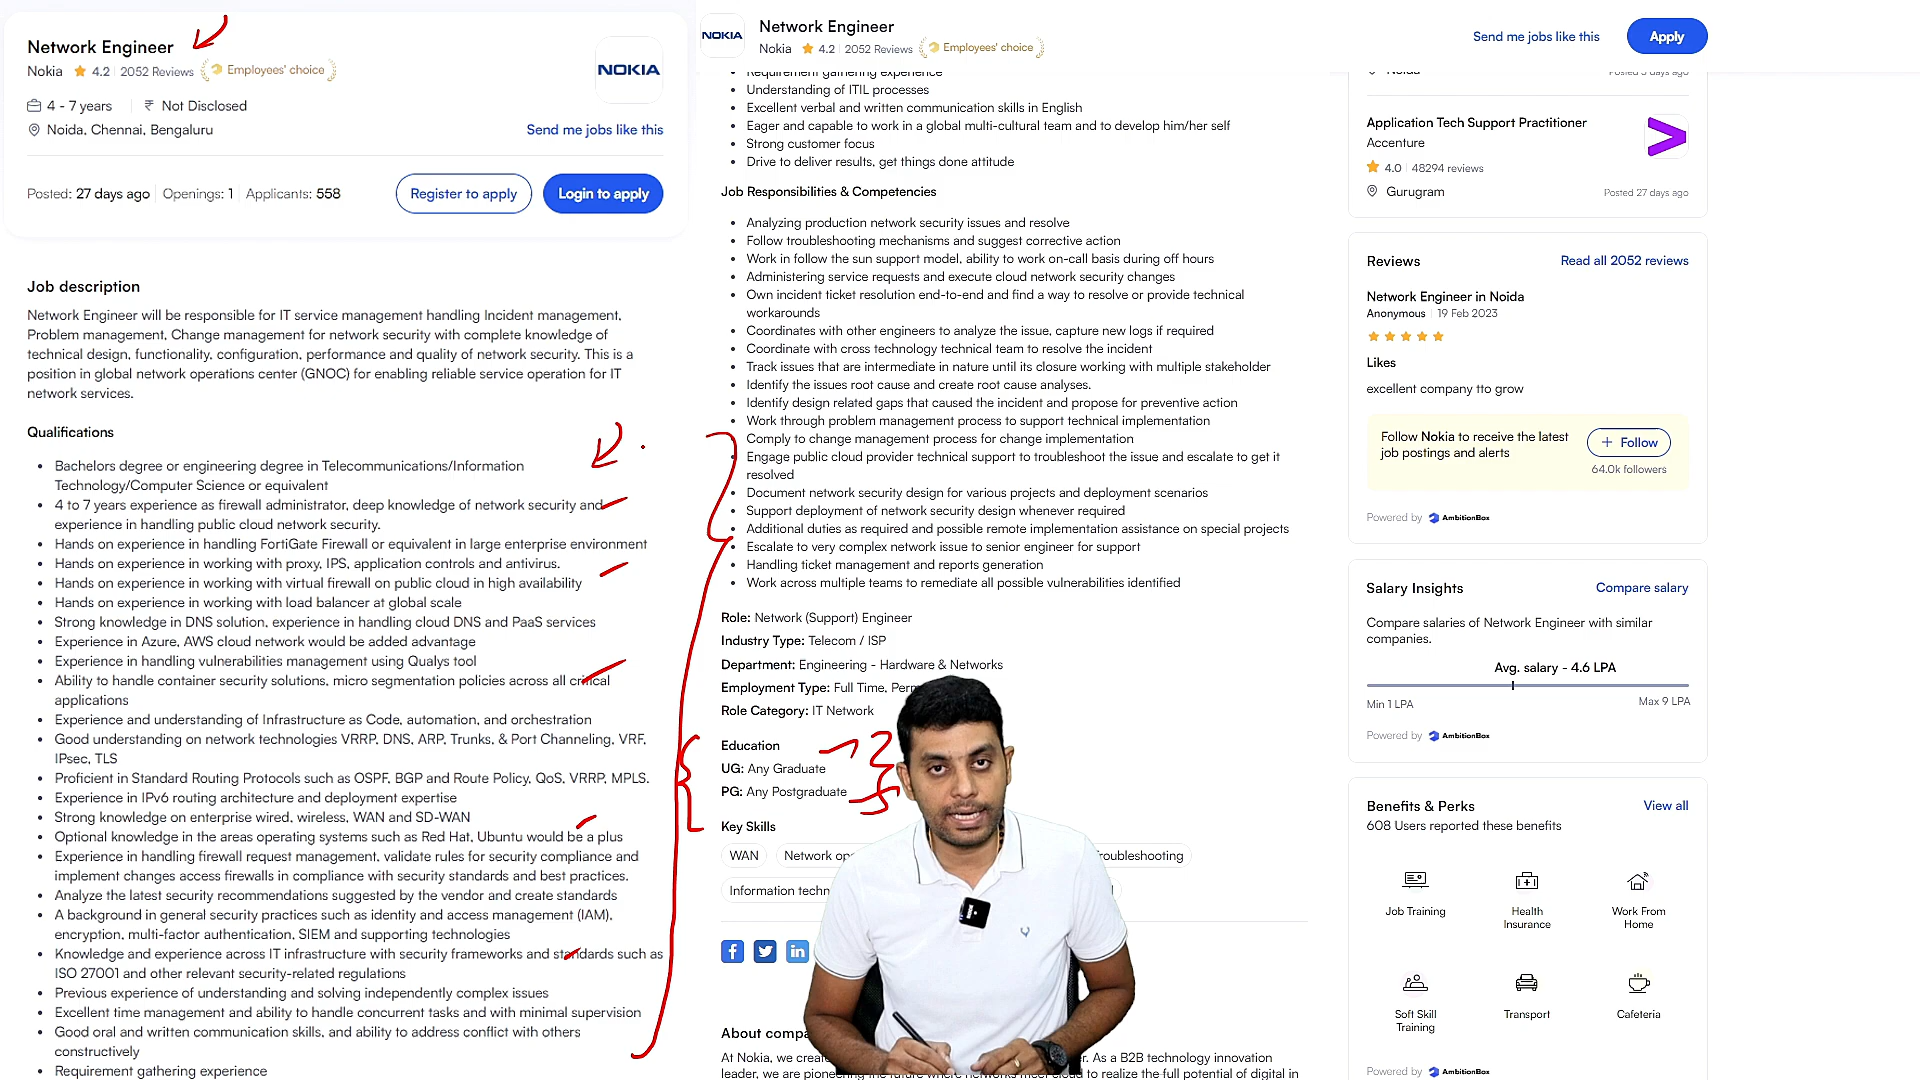 Network Engineer
Nokia 4.2 2052 Reviews Employees' choice
NOKIA
4 - 7 years ₹ Not Disclosed
Noida, Chennai, Bengaluru
Send me jobs like this
Posted: 27 days ago Openings: 1 Applicants: 558
Register to apply
Login to apply
Job description
Network Engineer will be responsible for IT service management handling Incident management,
Problem management, Change management for network security with complete knowledge of
technical design, functionality, configuration, performance and quality of network security. This is a
position in global network operations center (GNOC) for enabling reliable service operation for IT
network services.
Qualifications
Bachelors degree or engineering degree in Telecommunications/Information
Technology/Computer Science or equivalent
4 to 7 years experience as firewall administrator, deep knowledge of network security and
experience in handling public cloud network security.
Hands on experience in handling FortiGate Firewall or equivalent in large enterprise environment
Hands on experience in working with proxy, IPS, application controls and antivirus.
Hands on experience in working with virtual firewall on public cloud in high availability
Hands on experience in working with load balancer at global scale
Strong knowledge in DNS solution, experience in handling cloud DNS and PaaS services
Experience in Azure, AWS cloud network would be added advantage
Experience in handling vulnerabilities management using Qualys tool
Ability to handle container security solutions, micro segmentation policies across all critical
applications
Experience and understanding of Infrastructure as Code, automation, and orchestration
Good understanding on network technologies VRRP, DNS, ARP, Trunks, & Port Channeling, VRF,
IPsec, TLS
Proficient in Standard Routing Protocols such as OSPF, BGP and Route Policy, QoS, VRRP, MPLS.
Experience in IPv6 routing architecture and deployment expertise
Strong knowledge on enterprise wired, wireless, WAN and SD-WAN
Optional knowledge in the areas operating systems such as Red Hat, Ubuntu would be a plus
Experience in handling firewall request management, validate rules for security compliance and
implement changes access firewalls in compliance with security standards and best practices.
Analyze the latest security recommendations suggested by the vendor and create standards
A background in general security practices such as identity and access management (IAM),
encryption, multi-factor authentication, SIEM and supporting technologies
Knowledge and experience across IT infrastructure with security frameworks and standards such as
ISO 27001 and other relevant security-related regulations
Previous experience of understanding and solving independently complex issues
Excellent time management and ability to handle concurrent tasks and with minimal supervision
Good oral and written communication skills, and ability to address conflict with others
constructively
Requirement gathering experience
NOKIA
Network Engineer
Nokia 4.2 2052 Reviews Employees' choice
Send me jobs like this
Apply
Requirement gathering experience
Understanding of ITIL processes
Excellent verbal and written communication skills in English
Eager and capable to work in a global multi-cultural team and to develop him/her self
Strong customer focus
Drive to deliver results, get things done attitude
Job Responsibilities & Competencies
Analyzing production network security issues and resolve
Follow troubleshooting mechanisms and suggest corrective action
Work in follow the sun support model, ability to work on-call basis during off hours
Administering service requests and execute cloud network security changes
Own incident ticket resolution end-to-end and find a way to resolve or provide technical
workarounds
Coordinates with other engineers to analyze the issue, capture new logs if required
Coordinate with cross technology technical team to resolve the incident
Track issues that are intermediate in nature until its closure working with multiple stakeholder
Identify the issues root cause and create root cause analyses.
Identify design related gaps that caused the incident and propose for preventive action
Work through problem management process to support technical implementation
Comply to change management process for change implementation
Engage public cloud provider technical support to troubleshoot the issue and escalate to get it
resolved
Document network security design for various projects and deployment scenarios
Support deployment of network security design whenever required
Additional duties as required and possible remote implementation assistance on special projects
Escalate to very complex network issue to senior engineer for support
Handling ticket management and reports generation
Work across multiple teams to remediate all possible vulnerabilities identified
Role: Network (Support) Engineer
Industry Type: Telecom / ISP
Department: Engineering - Hardware & Networks
Employment Type: Full Time,
Role Category: IT Network
Education
UG: Any Graduate
PG: Any Postgraduate
Key Skills
WAN
Network
Troubleshooting
Information
About
At Nokia, we As a B2B technology innovation
leader, we are to realize the full potential of digital in
Noida
Posted 5 days ago
Application Tech Support Practitioner
Accenture
4.0 48294 reviews
Gurugram
Posted 27 days ago
Reviews
Read all 2052 reviews
Network Engineer in Noida
Anonymous 19 Feb 2023
Likes
excellent company tto grow
Follow Nokia to receive the latest
job postings and alerts
+ Follow
64.0k followers
Powered by AmbitionBox
Salary Insights
Compare salary
Compare salaries of Network Engineer with similar
companies.
Avg. salary - 4.6 LPA
Min 1 LPA
Max 9 LPA
Powered by AmbitionBox
Benefits & Perks
View all
608 Users reported these benefits
Job Training
Health
Insurance
Work From
Home
Soft Skill
Training
Transport
Cafeteria
Powered by AmbitionBox